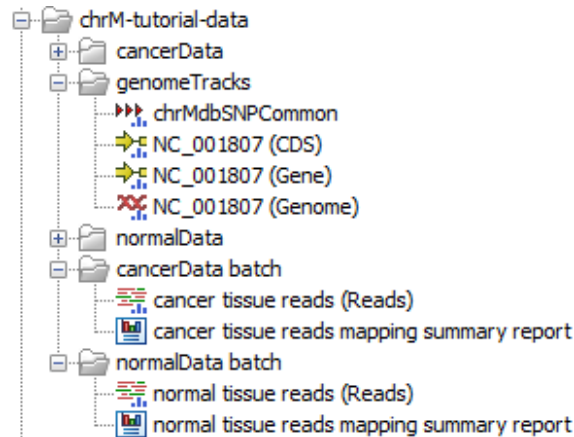 chrM-tutorial-data
cancerData
genomeTracks
chrMdbSNPCommon
NC_001807 (CDS)
NC_001807 (Gene)
NC_001807 (Genome)
normalData
cancerData batch
cancer tissue reads (Reads)
cancer tissue reads mapping summary report
normalData batch
normal tissue reads (Reads)
normal tissue reads mapping summary report